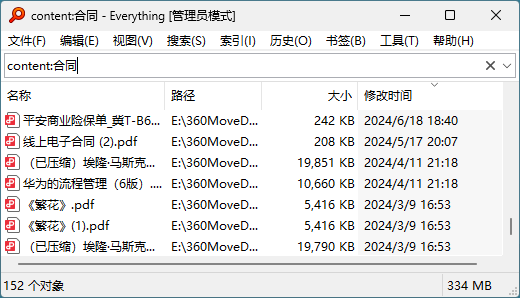 content:合同 - Everything [管理员模式]
文件(F) 编辑(E) 视图(V) 搜索(S) 索引(I) 历史(O) 书签(B) 工具(T) 帮助(H)
content:合同
名称 路径 大小 修改时间
平安商业险保单_冀T-B6... E:\360MoveD... 242 KB 2024/6/18 18:40
线上电子合同 (2).pdf E:\360MoveD... 208 KB 2024/5/17 20:07
（已压缩）埃隆·马斯克... E:\360MoveD... 19,851 KB 2024/4/11 21:18
华为的流程管理（6版）.... E:\360MoveD... 10,660 KB 2024/4/11 21:18
《繁花》.pdf E:\360MoveD... 5,416 KB 2024/3/9 16:53
《繁花》(1).pdf E:\360MoveD... 5,416 KB 2024/3/9 16:53
（已压缩）埃隆·马斯克... E:\360MoveD... 19,790 KB 2024/3/9 16:53
152 个对象 334 MB